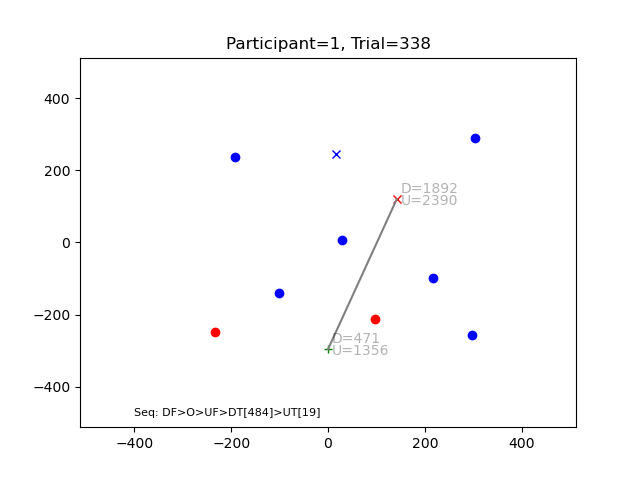 Participant=1, Trial=338
400
200
0
−200
−400
D=1892
U=2390
D=471
U=1356
Seq: DF>O>UF>DT[484]>UT[19]
−400 −200 0 200 400